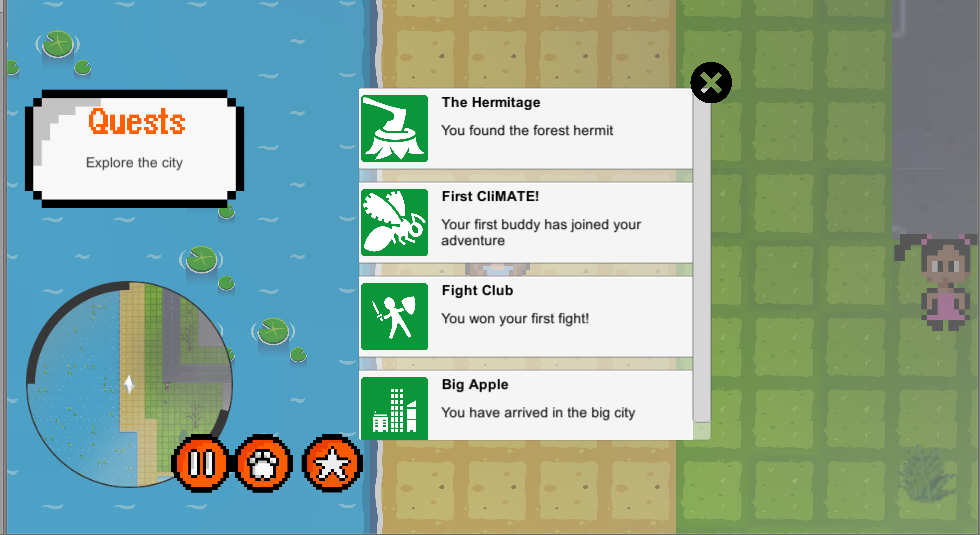 Quests
Explore the city
The Hermitage
You found the forest hermit
First CliMATE!
Your first buddy has joined your
adventure
Fight Club
You won your first fight!
Big Apple
You have arrived in the big city